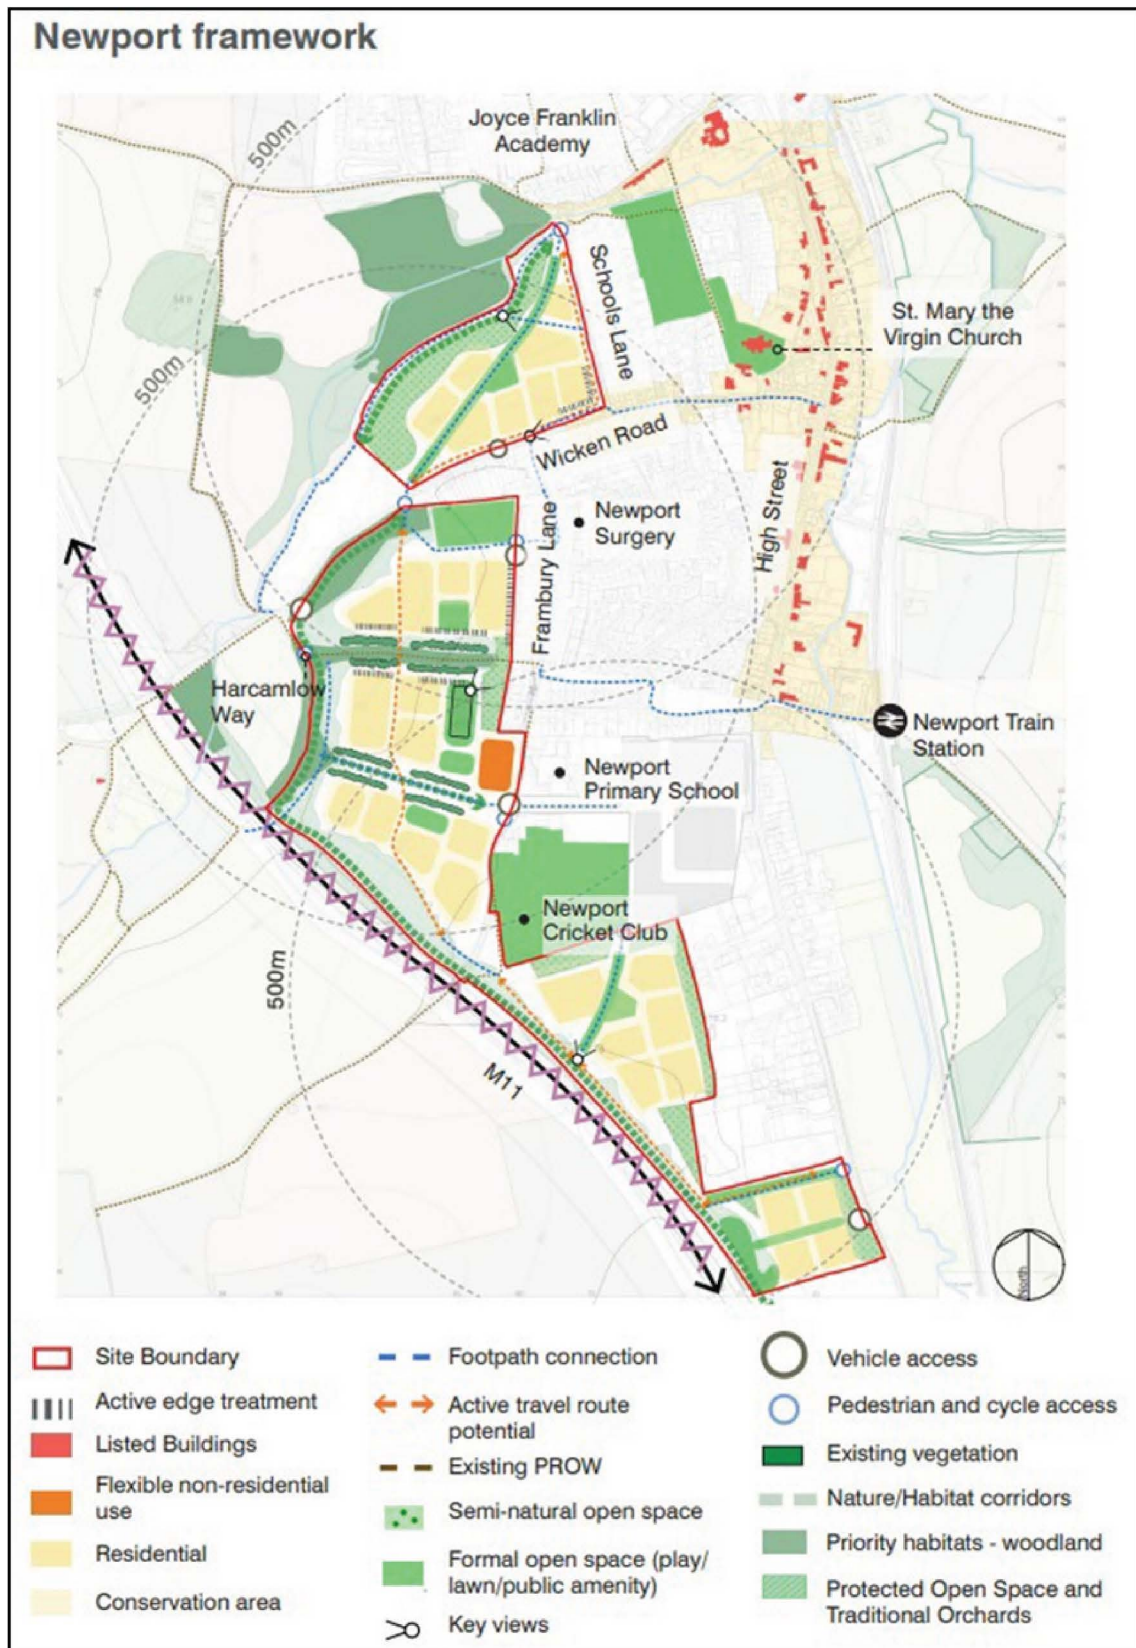 Newport framework
Joyce Franklin
Academy
500m
Schools Lane
St. Mary the
Virgin Church
500m
Wicken Road
High Street
Newport
Surgery
Frambury Lane
Harcamlow
Way
Newport Train
Station
Newport
Primary School
Newport
Cricket Club
500m
M11
North
Site Boundary
Active edge treatment
Listed Buildings
Flexible non-residential
use
Residential
Conservation area
Footpath connection
Active travel route
potential
Existing PROW
Semi-natural open space
Formal open space (play/
lawn/public amenity)
Key views
Vehicle access
Pedestrian and cycle access
Existing vegetation
Nature/Habitat corridors
Priority habitats - woodland
Protected Open Space and
Traditional Orchards